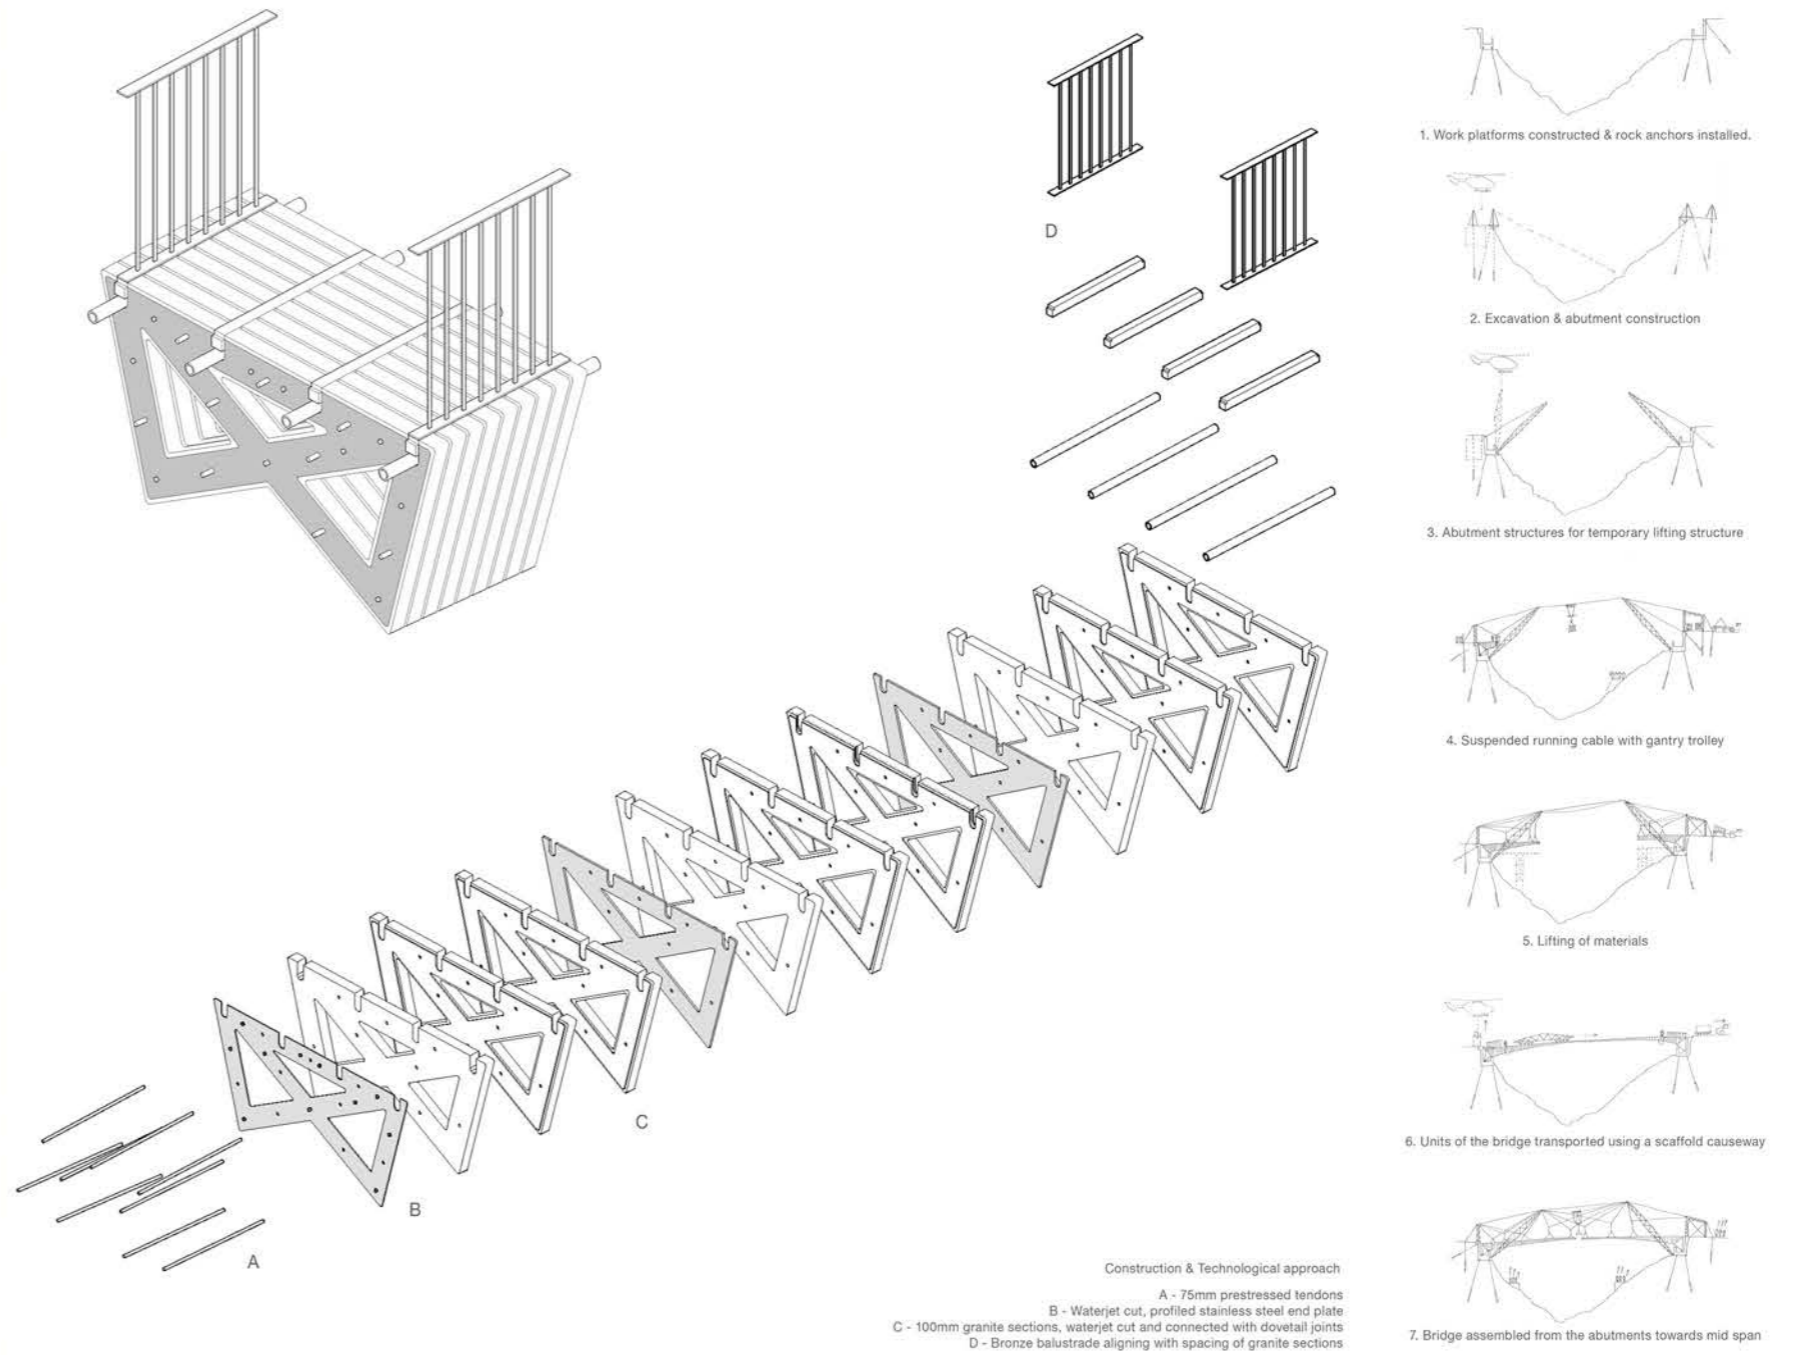 1. Work platforms constructed & rock anchors installed.
D
2. Excavation & abutment construction
3. Abutment structures for temporary lifting structure
4. Suspended running cable with gantry trolley
5. Lifting of materials
C
6. Units of the bridge transported using a scaffold causeway
B
A
Construction & Technological approach
A - 75mm prestressed tendons
B - Waterjet cut, profiled stainless steel end plate
C - 100mm granite sections, waterjet cut and connected with dovetail joints
D - Bronze balustrade aligning with spacing of granite sections
7. Bridge assembled from the abutments towards mid span